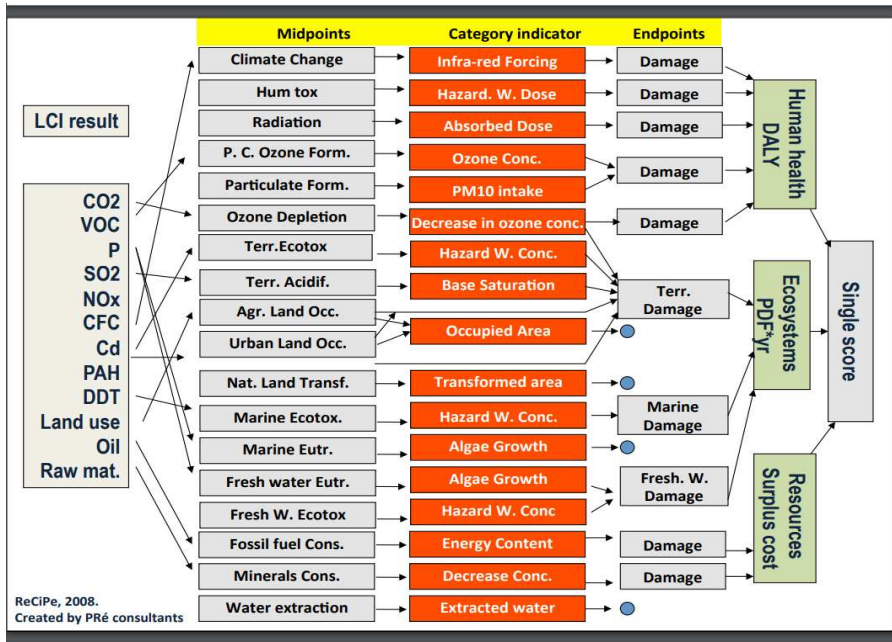 Midpoints
Category indicator
Endpoints
LCI result
CO2
VOC
P
SO2
NOx
CFC
Cd
PAH
DDT
Land use
Oil
Raw mat.
Climate Change
Hum tox
Radiation
P. C. Ozone Form.
Particulate Form.
Ozone Depletion
Terr.Ecotox
Terr. Acidif.
Agr. Land Occ.
Urban Land Occ.
Nat. Land Transf.
Marine Ecotox.
Marine Eutr.
Fresh water Eutr.
Fresh W. Ecotox
Fossil fuel Cons.
Minerals Cons.
Water extraction
Infra-red Forcing
Hazard. W. Dose
Absorbed Dose
Ozone Conc.
PM10 intake
Decrease in ozone conc.
Hazard W. Conc.
Base Saturation
Occupied Area
Transformed area
Hazard W. Conc.
Algae Growth
Algae Growth
Hazard W. Conc
Energy Content
Decrease Conc.
Extracted water
Damage
Damage
Damage
Damage
Damage
Terr.
Damage
Marine
Damage
Fresh. W.
Damage
Damage
Damage
Human health
DALY
Ecosystems
PDF*yr
Resources
Surplus cost
Single score
ReCiPe, 2008.
Created by PRé consultants